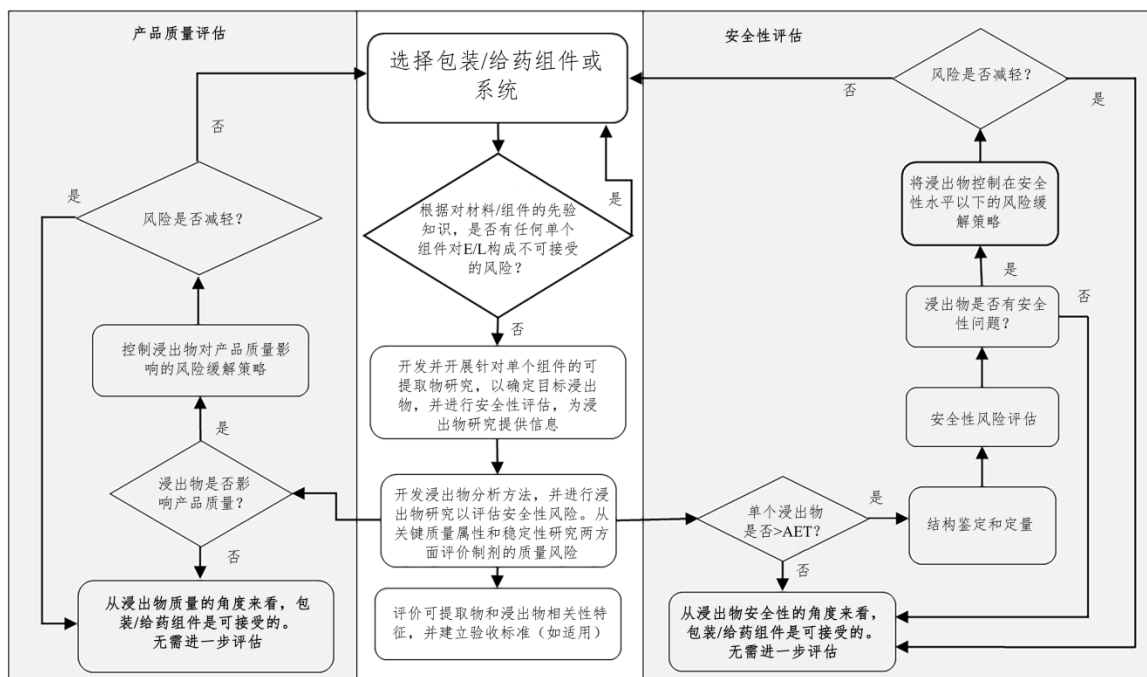 产品质量评估
选择包装/给药组件或
系统
否
是
风险是否减轻?
控制浸出物对产品质量影
响的风险缓解策略
是
浸出物是否影
响产品质量?
否
从浸出物质量的角度来看，包
装/给药组件是可接受的。
无需进一步评估
根据对材料/组件的先验
知识，是否有任何单个
组件对E/L构成不可接受
的风险?
是
否
开发并开展针对单个组件的可
提取物研究，以确定目标浸出
物，并进行安全性评估，为浸
出物研究提供信息
开发浸出物分析方法，并进行浸
出物研究以评估安全性风险。从
关键质量属性和稳定性研究两方
面评价制剂的质量风险
评价可提取物和浸出物相关性特
征，并建立验收标准（如适用）
安全性评估
风险是否减轻?
否
是
将浸出物控制在安全
性水平以下的风险缓
解策略
是
否
浸出物是否有安全
性问题?
安全性风险评估
结构鉴定和定量
是
单个浸出物
是否>AET?
否
从浸出物安全性的角度来看，
包装/给药组件是可接受的。
无需进一步评估